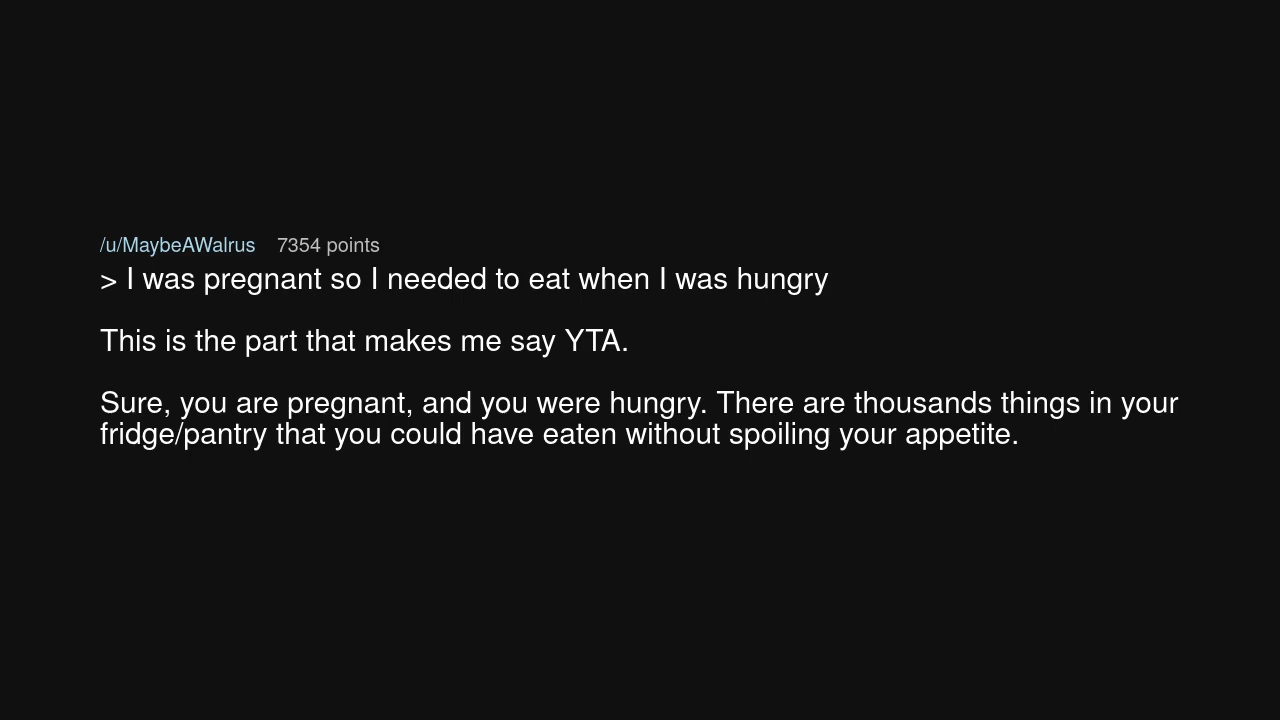 /u/MaybeAWalrus 7354 points
> I was pregnant so I needed to eat when I was hungry
This is the part that makes me say YTA.
Sure, you are pregnant, and you were hungry. There are thousands things in your
fridge/pantry that you could have eaten without spoiling your appetite.